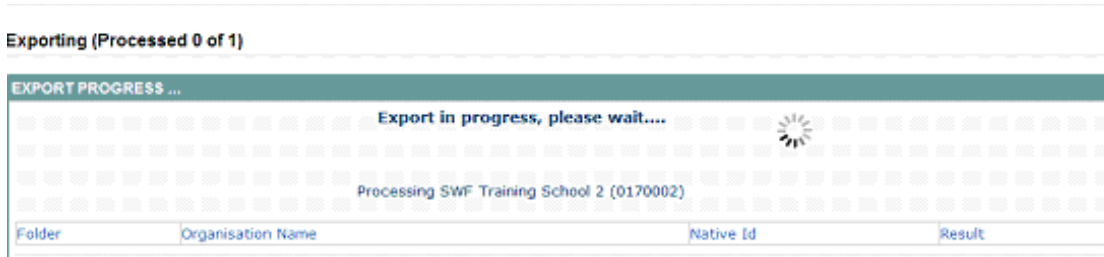 Exporting (Processed 0 of 1)
EXPORT PROGRESS ...
Export in progress, please wait....
Processing SWF Training School 2 (0170002)
Folder Organisation Name Native Id Result